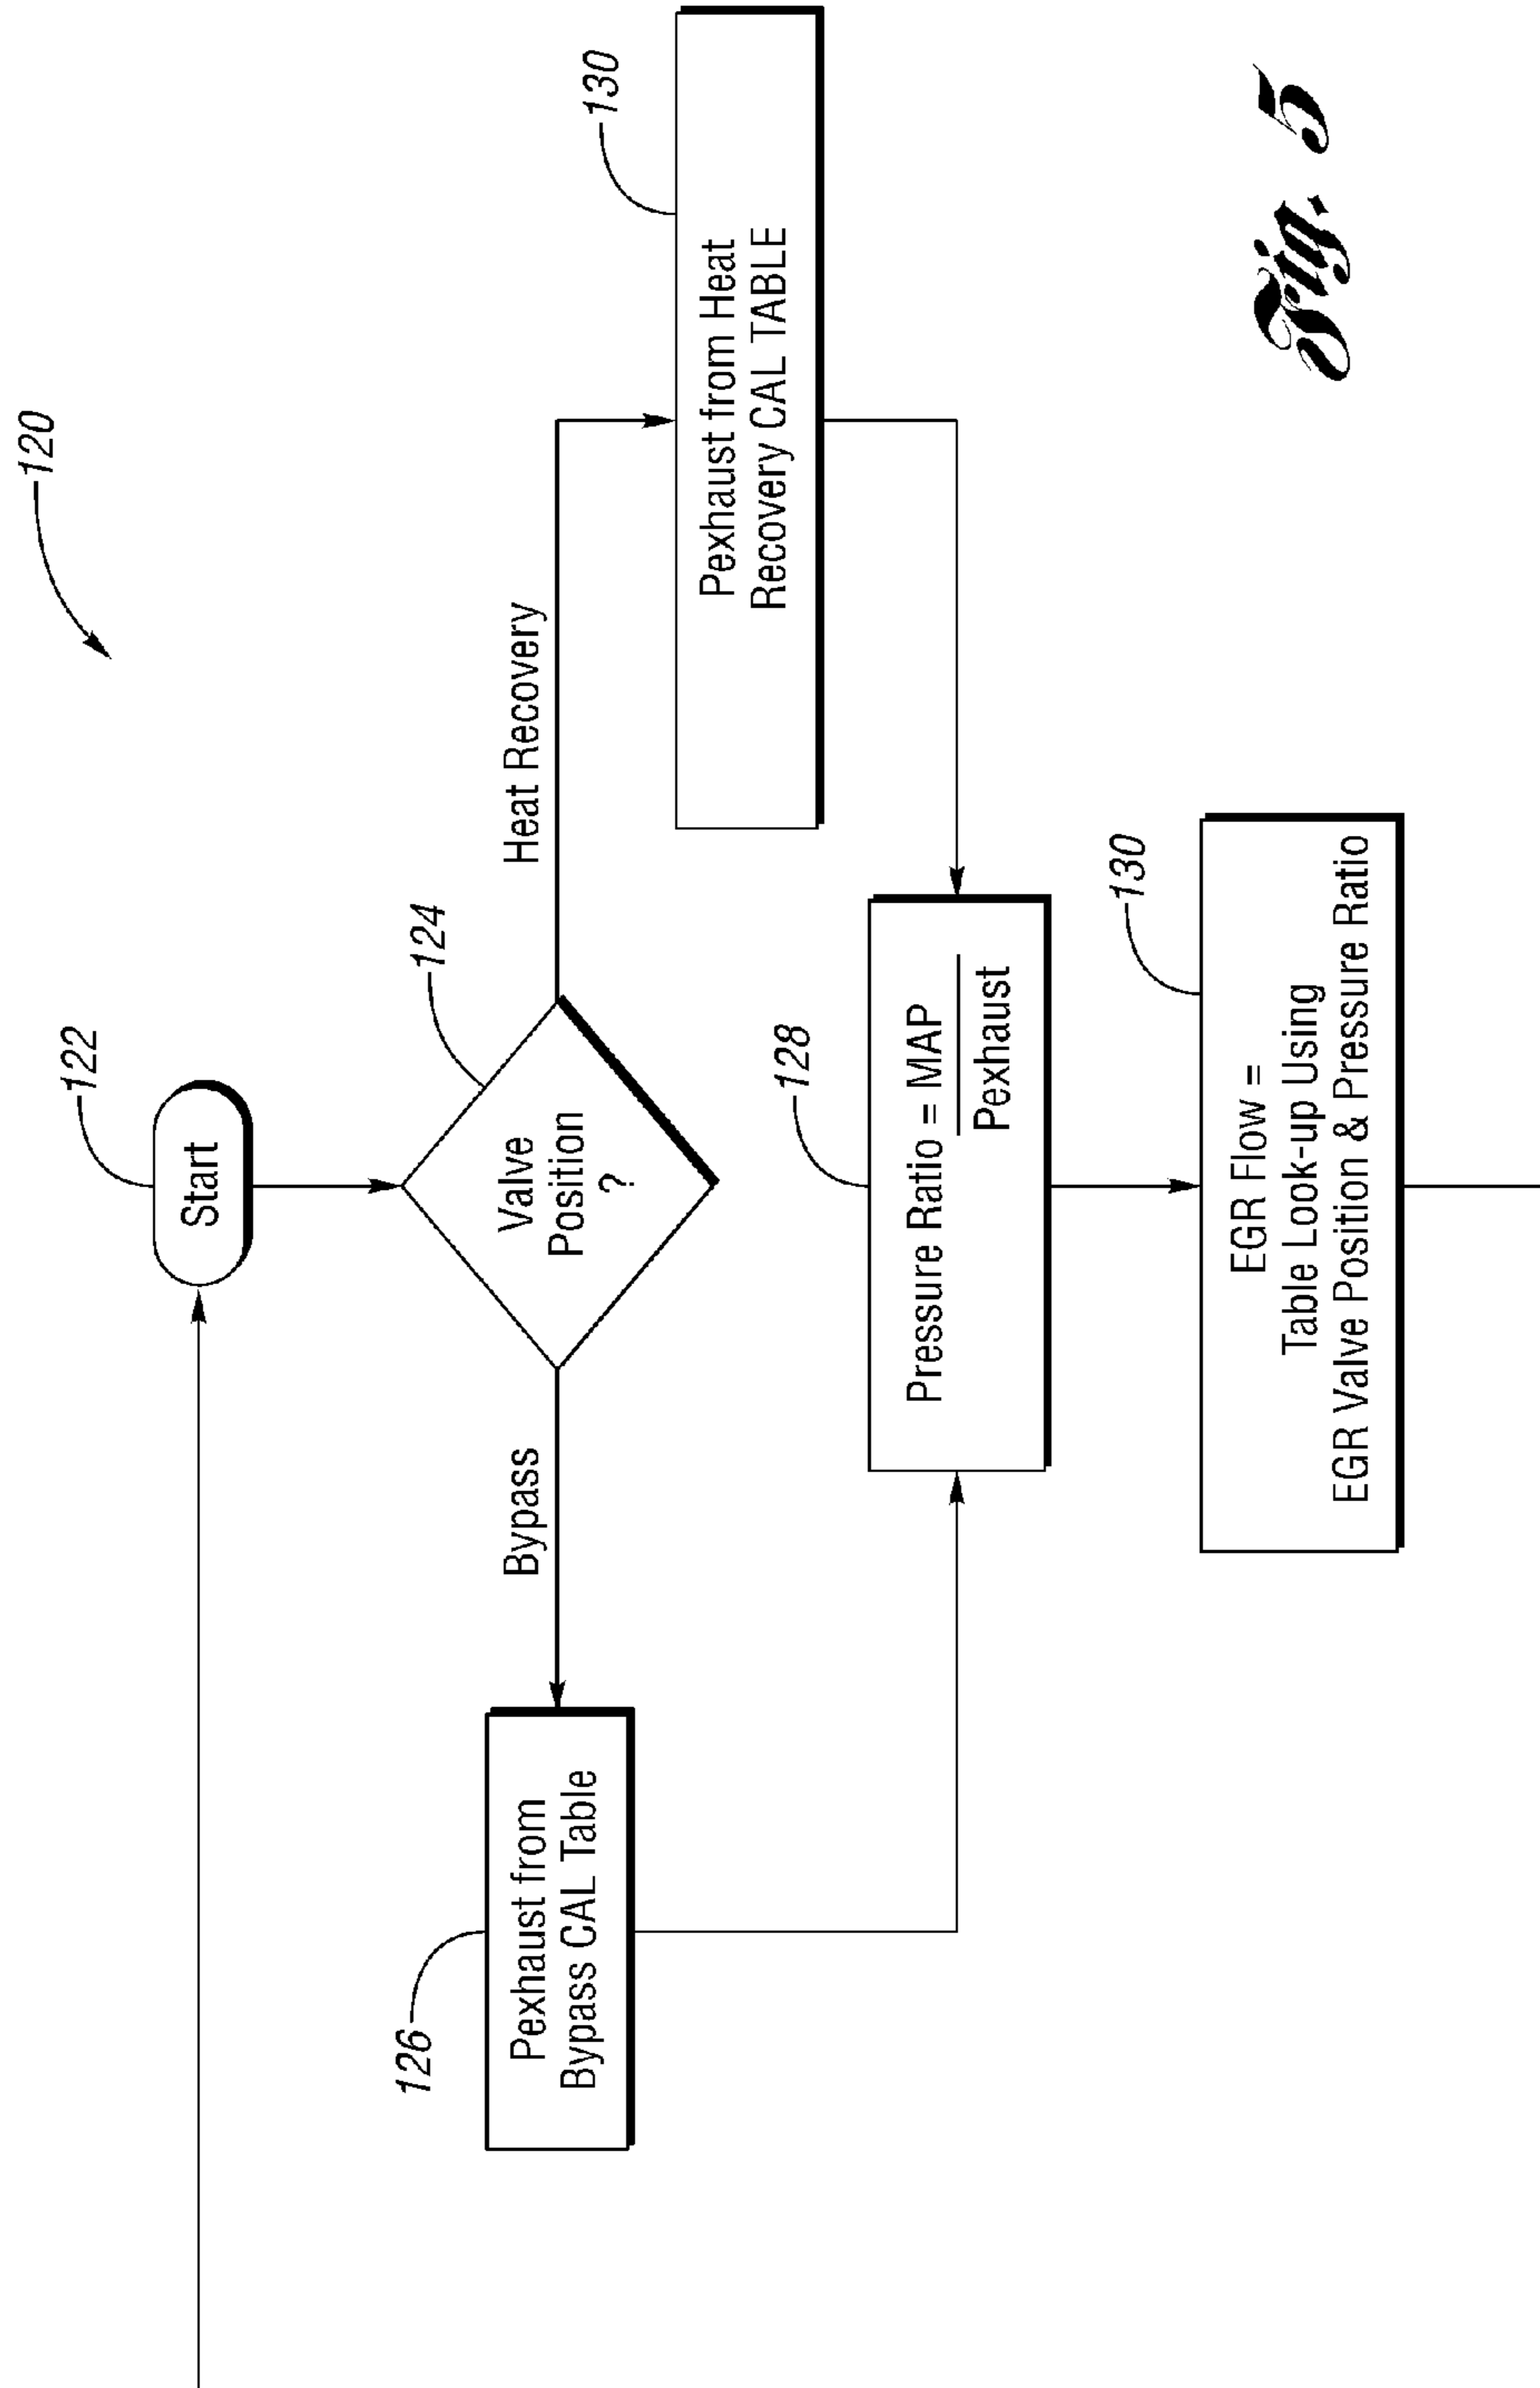 120
122
Start
124
Valve
Position
?
Bypass
Heat Recovery
126
Pexhaust from
Bypass CAL Table
130
Pexhaust from Heat
Recovery CAL TABLE
128
Pressure Ratio = MAP
Pexhaust
130
EGR Flow =
Table Look-up Using
EGR Valve Position & Pressure Ratio
Fig. 5